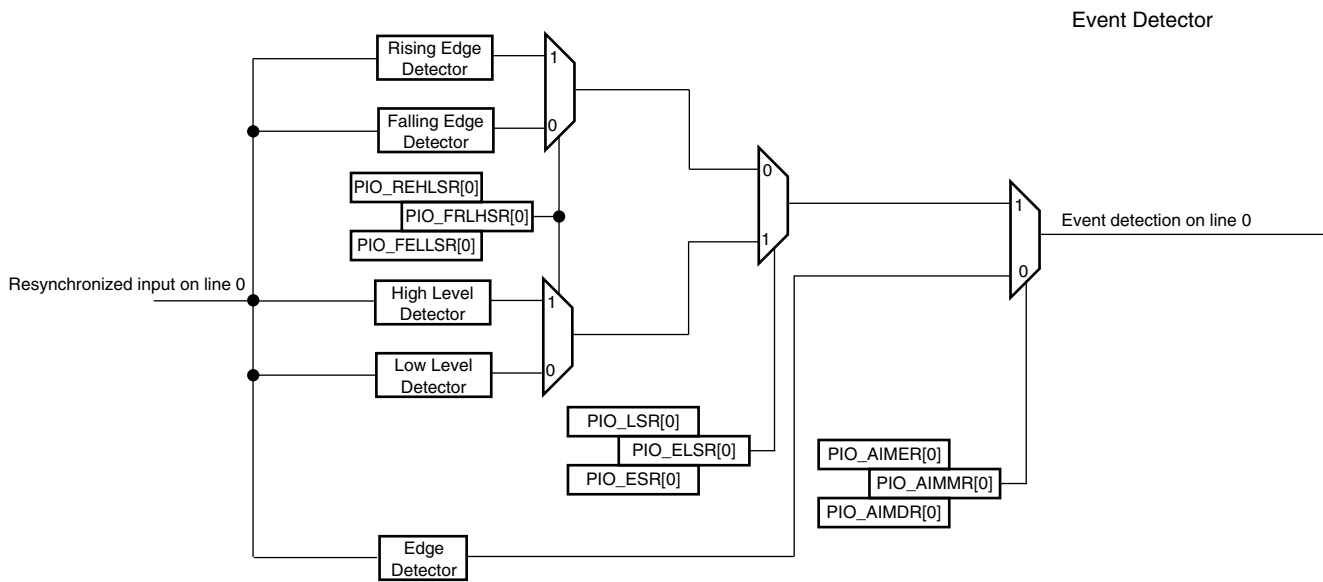 Event Detector
Rising Edge
Detector
1
Falling Edge
Detector
0
PIO_REHLSR[0]
PIO_FRLHSR[0]
PIO_FELLSR[0]
0
1
1
Event detection on line 0
0
Resynchronized input on line 0
High Level
Detector
1
Low Level
Detector
0
PIO_LSR[0]
PIO_ELSR[0]
PIO_ESR[0]
PIO_AIMER[0]
PIO_AIMMR[0]
PIO_AIMDR[0]
Edge
Detector